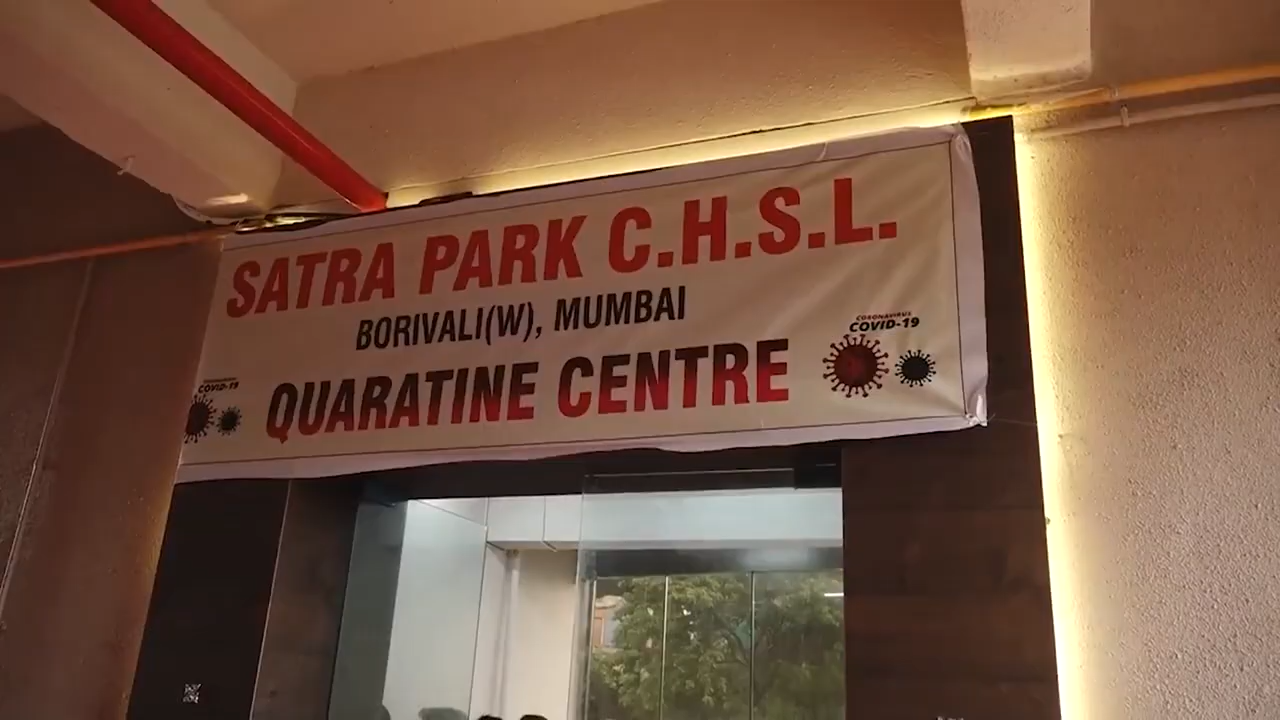 SATRA PARK C.H.S.L.
BORIVALI(W), MUMBAI
CORONAVIRUS
COVID-19
COVID-19
QUARATINE CENTRE